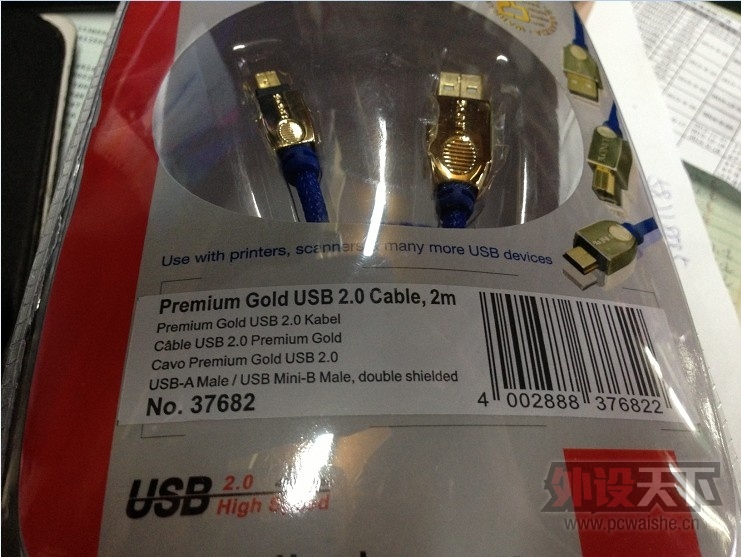 Use with printers, scanners & many more USB devices
Premium Gold USB 2.0 Cable, 2m
Premium Gold USB 2.0 Kabel
Câble USB 2.0 Premium Gold
Cavo Premium Gold USB 2.0
USB-A Male / USB Mini-B Male, double shielded
No. 37682
4 002888 376822
USB 2.0
High Speed
外设天下
www.pcwaishe.cn